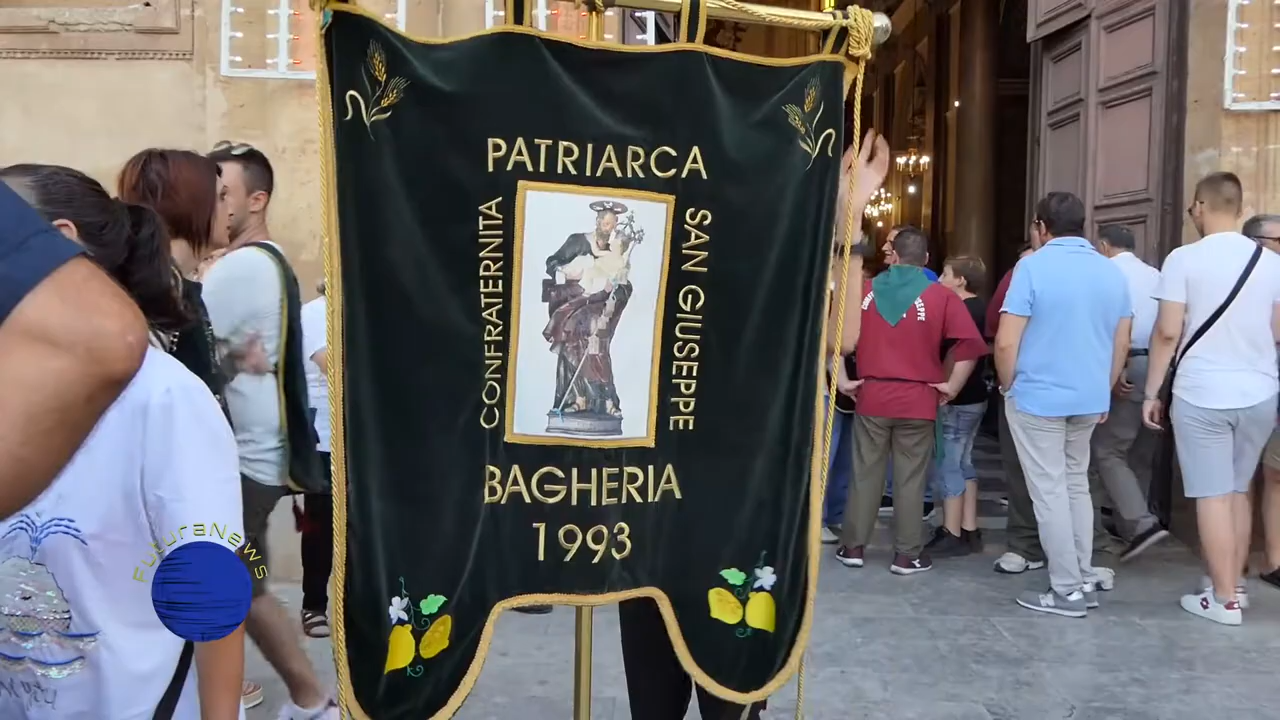 PATRIARCA
CONFRATERNITA
SAN GIUSEPPE
BAGHERIA
1993
FuturaNews